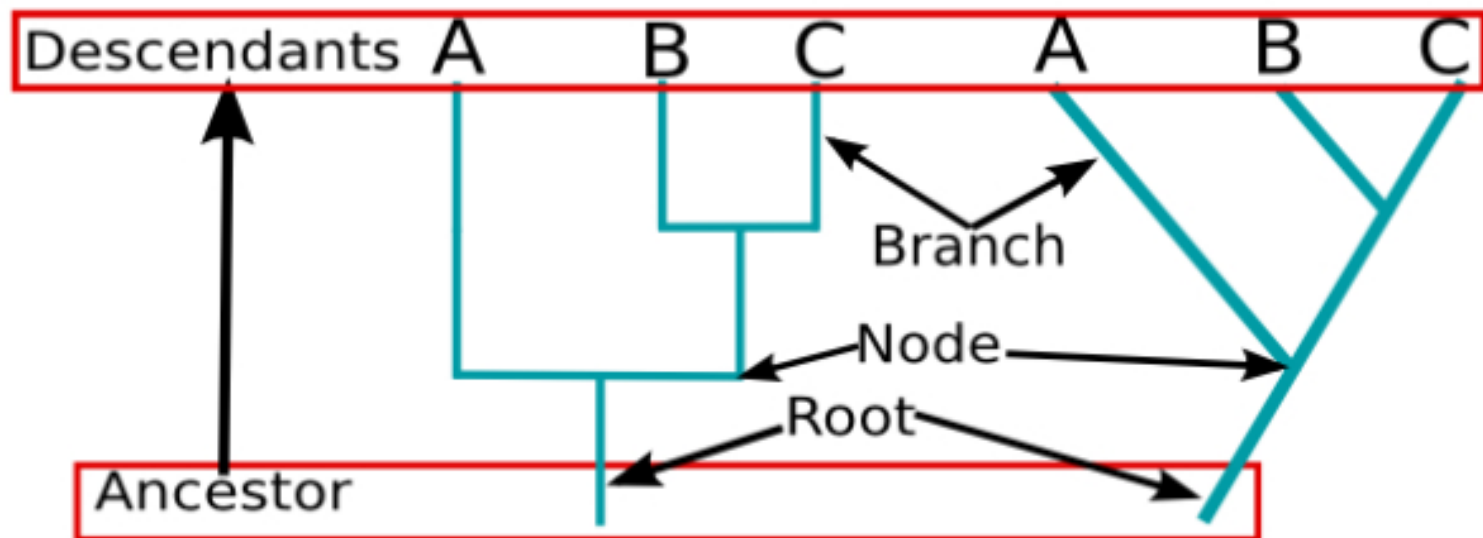 Descendants A B C A B C
Branch
Node
Root
Ancestor